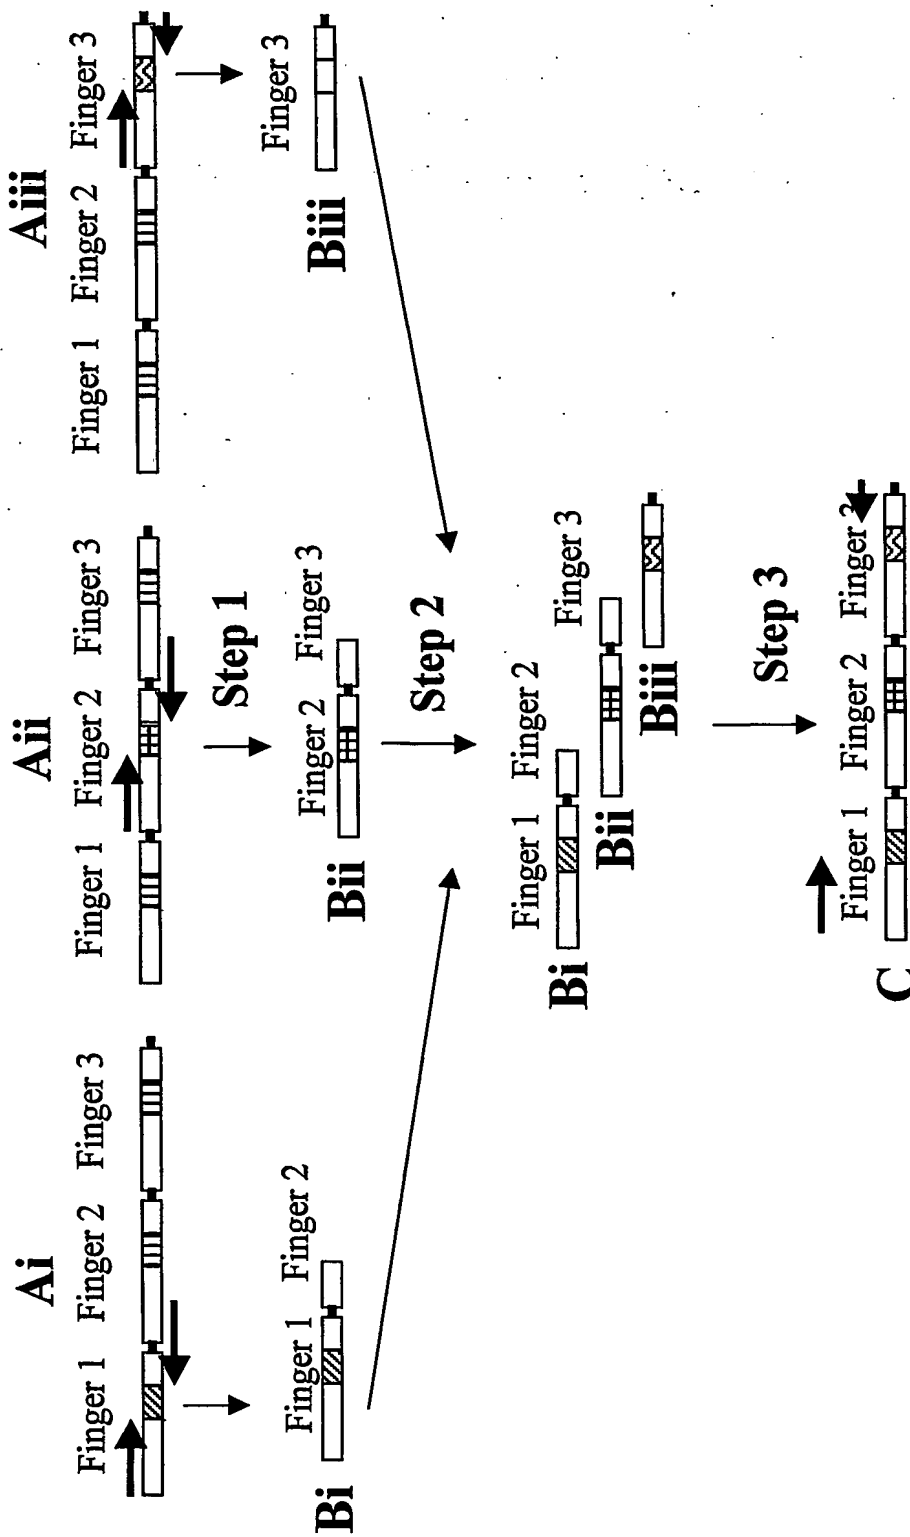 Ai
Aii
Aiii
Finger 1 Finger 2 Finger 3
Finger 1 Finger 2 Finger 3
Finger 1 Finger 2 Finger 3
Step 1
Bi
Finger 1 Finger 2
Bii
Finger 2 Finger 3
Biii
Finger 3
Step 2
Bi
Finger 1 Finger 2
Bii
Finger 3
Biii
Step 3
C
Finger 1 Finger 2 Finger 3